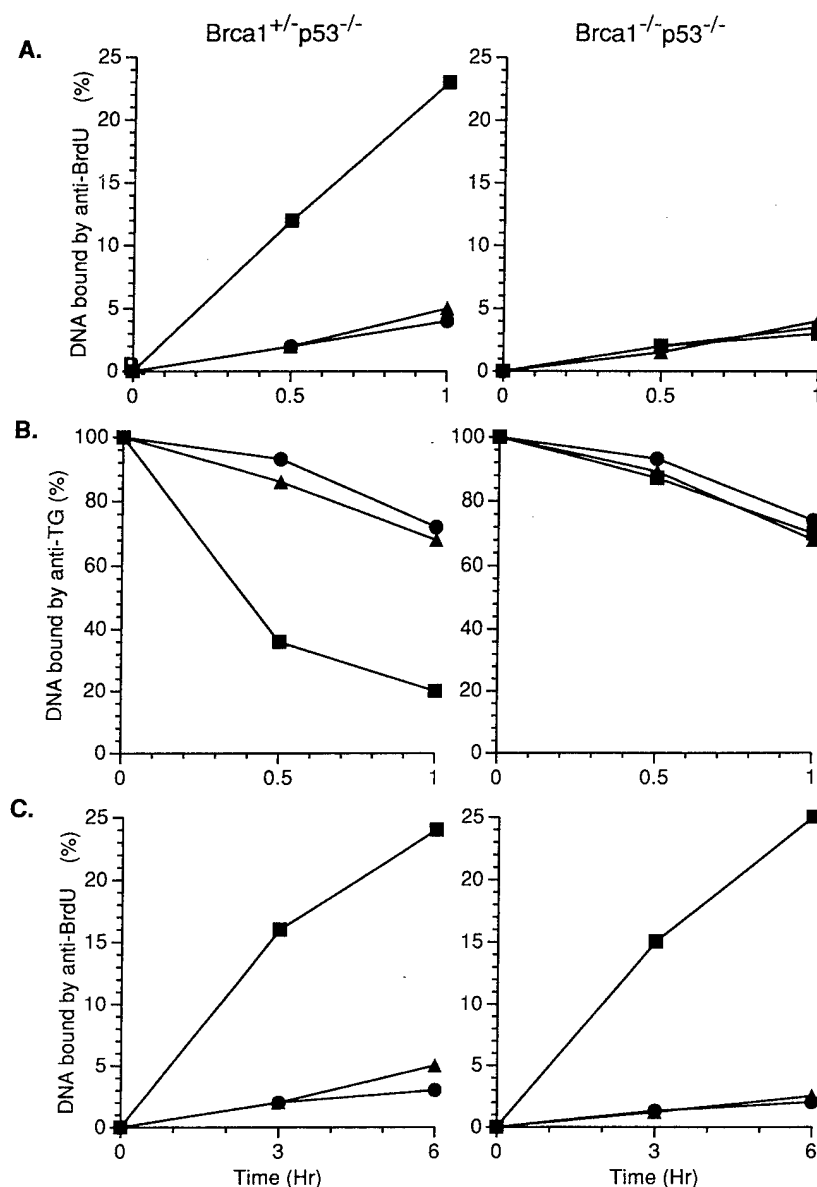 Brca1+/-p53-/- Brca1-/-p53-/-
A.
DNA bound by anti-BrdU (%)
25
20
15
10
5
0
0 0.5 1
25
20
15
10
5
0
0 0.5 1
B.
DNA bound by anti-TG (%)
100
80
60
40
20
0
0 0.5 1
100
80
60
40
20
0
0 0.5 1
C.
DNA bound by anti-BrdU (%)
25
20
15
10
5
0
0 3 6
Time (Hr)
25
20
15
10
5
0
0 3 6
Time (Hr)